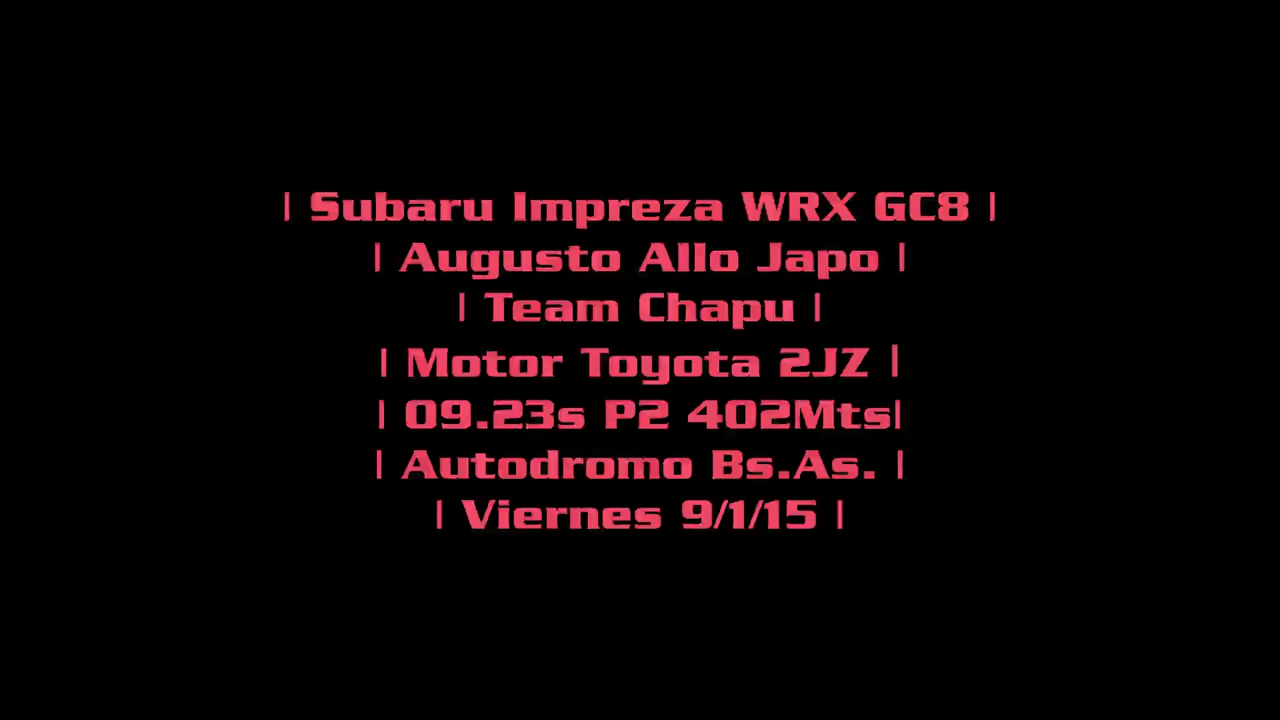 | Subaru Impreza WRX GC8 |
| Augusto Allo Japo |
| Team Chapu |
| Motor Toyota 2JZ |
| 09.23s P2 402Mts|
| Autodromo Bs.As. |
| Viernes 9/1/15 |